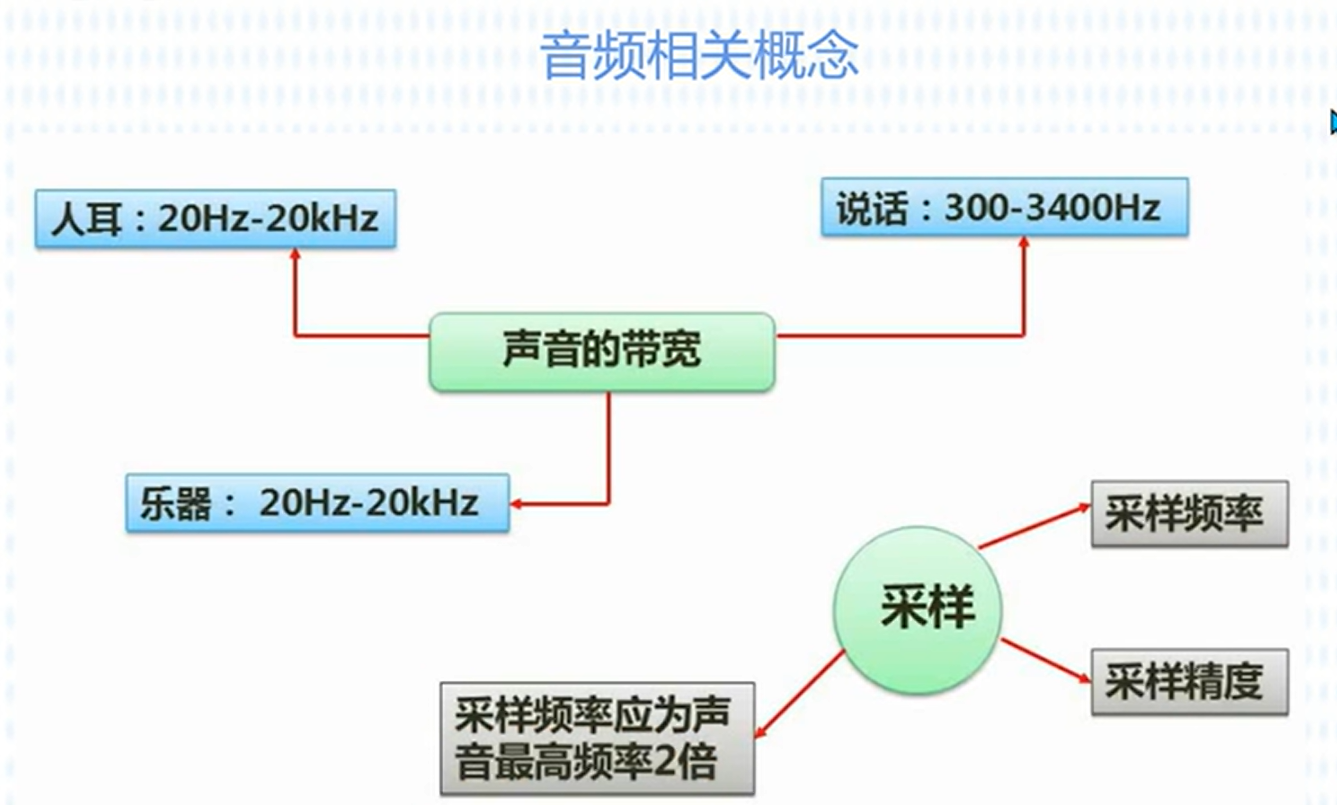 音频相关概念
人耳：20Hz-20kHz
说话：300-3400Hz
声音的带宽
乐器： 20Hz-20kHz
采样频率
采样
采样精度
采样频率应为声
音最高频率2倍